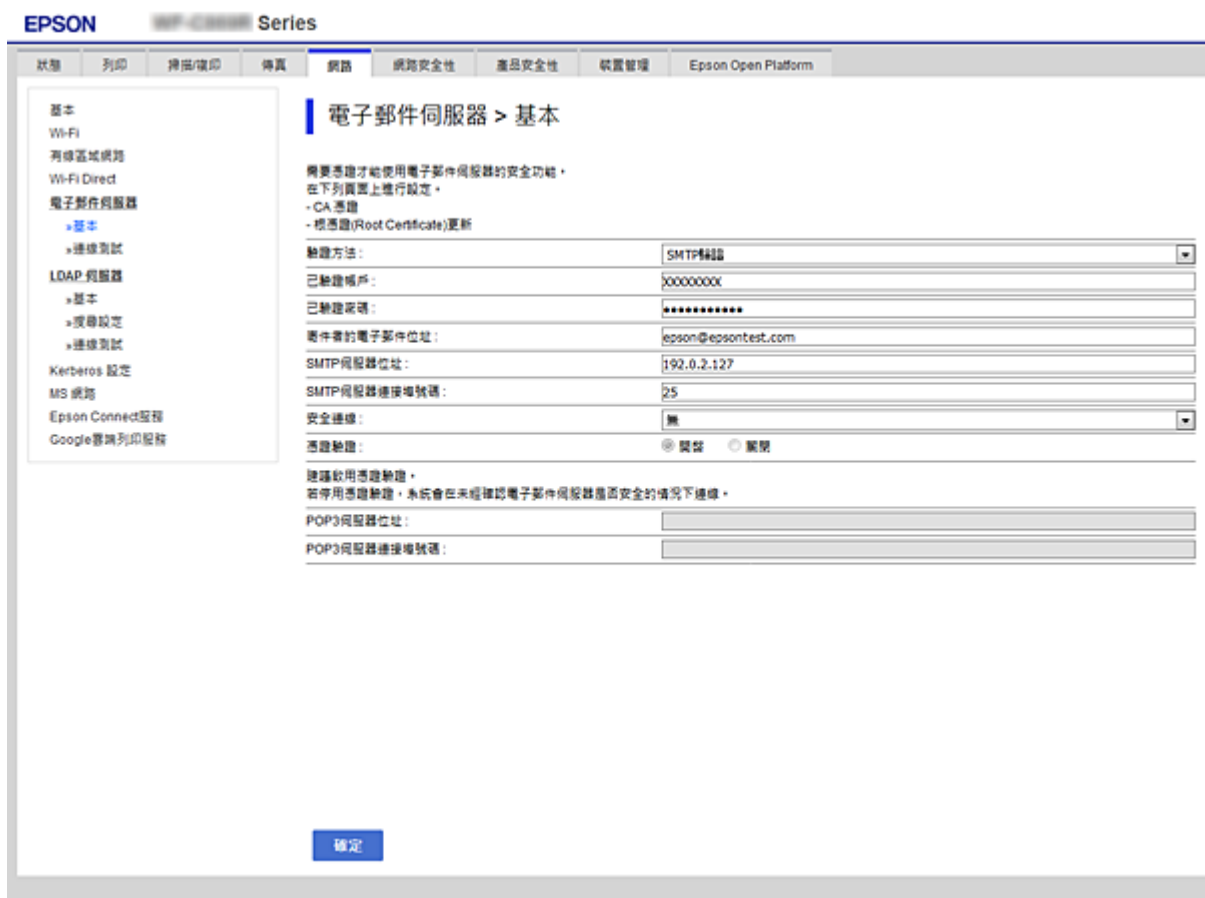 EPSON Series
狀態 列印 掃描/複印 傳真 網路 網路安全性 產品安全性 裝置管理 Epson Open Platform
基本
Wi-Fi
有線區域網路
Wi-Fi Direct
電子郵件伺服器
»基本
»連線測試
LDAP 伺服器
»基本
»搜尋設定
»連線測試
Kerberos 設定
MS 網路
Epson Connect服務
Google雲端列印服務
電子郵件伺服器 > 基本
需要憑證才能使用電子郵件伺服器的安全功能。
在下列頁面上進行設定。
- CA 憑證
- 根憑證(Root Certificate)更新
驗證方法 : SMTP驗證
已驗證帳戶 : XXXXXXXX
已驗證密碼 : •••••••••••
寄件者的電子郵件位址 : epson@epsontest.com
SMTP伺服器位址 : 192.0.2.127
SMTP伺服器連接埠號碼 : 25
安全連線 : 無
憑證驗證 : 開啟 關閉
建議啟用憑證驗證。
若停用憑證驗證，系統會在未經確認電子郵件伺服器是否安全的情況下連線。
POP3伺服器位址 :
POP3伺服器連接埠號碼 :
確定